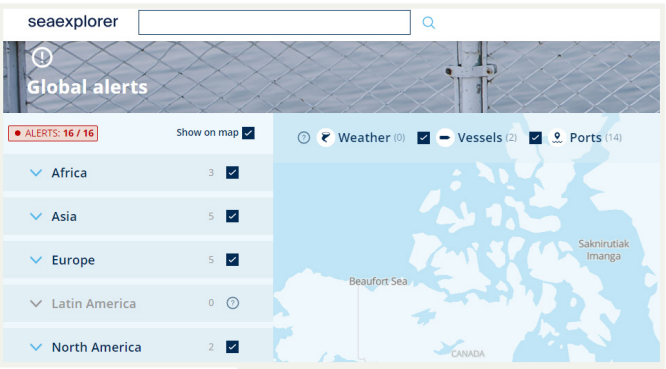 seaexplorer
Global alerts
ALERTS: 16 / 16
Show on map
Weather (0)
Vessels (2)
Ports (14)
Africa 3
Asia 5
Europe 5
Latin America 0 ?
North America 2
Saknirutiak
Imanga
Beaufort Sea
CANADA